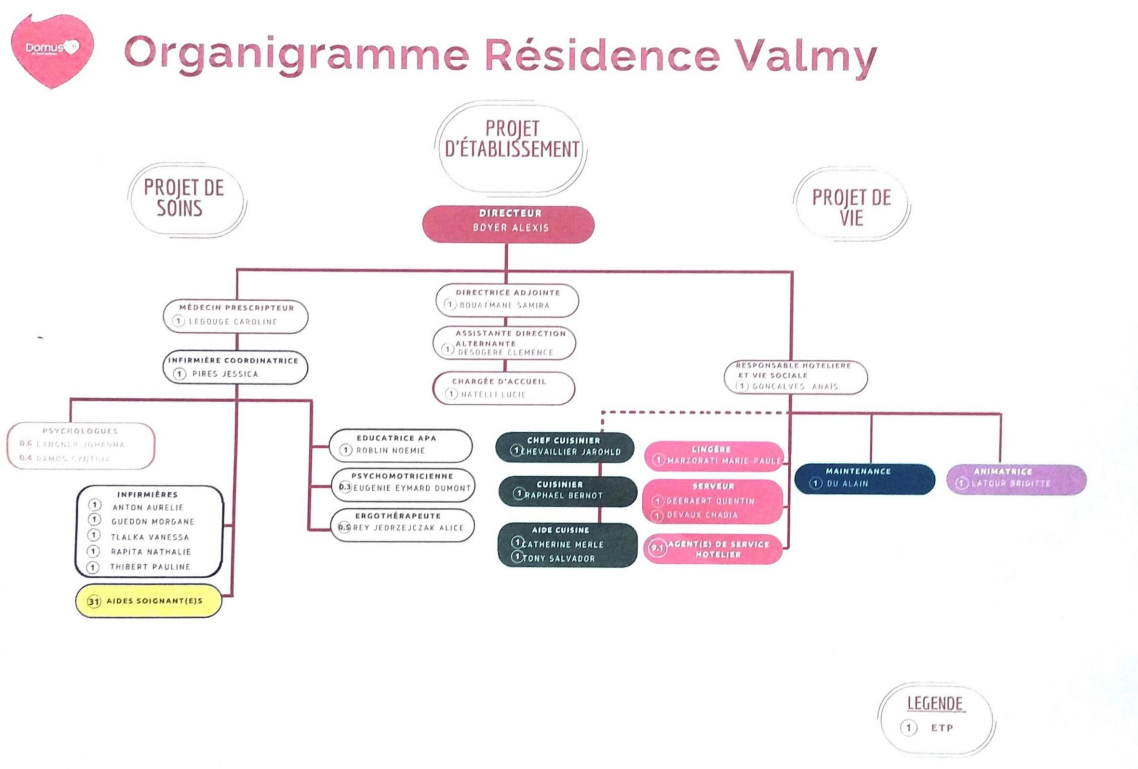 Domus
Organigramme Résidence Valmy
PROJET
D'ÉTABLISSEMENT
PROJET DE
SOINS
PROJET DE
VIE
DIRECTEUR
BOYER ALEXIS
DIRECTRICE ADJOINTE
1 BOUATMANE SAMIRA
MÉDECIN PRESCRIPTEUR
1 LEGOUGE CAROLINE
ASSISTANTE DIRECTION
ALTERNANTE
1 DESOGERE CLEMENCE
INFIRMIÈRE COORDINATRICE
1 PIRES JESSICA
CHARGÉE D'ACCUEIL
1 NATELLI LUCIE
RESPONSABLE HOTELIERE
ET VIE SOCIALE
1 GONCALVES ANAÏS
PSYCHOLOGUES
0.6 LANGNER JOHANNA
0.4 RAMOS CYNTHIA
EDUCATRICE APA
1 ROBLIN NOEMIE
PSYCHOMOTRICIENNE
0.3 EUGENIE EYMARD DUMONT
ERGOTHÉRAPEUTE
0.5 REY JEDRZEJCZAK ALICE
INFIRMIÈRES
1 ANTON AURELIE
1 GUEDON MORGANE
1 TLALKA VANESSA
1 RAPITA NATHALIE
1 THIBERT PAULINE
31 AIDES SOIGNANT(E)S
CHEF CUISINIER
1 CHEVAILLIER JAROHLD
CUISINIER
1 RAPHAEL BERNOT
AIDE CUISINE
1 CATHERINE MERLE
1 TONY SALVADOR
LINGÈRE
1 MARZORATI MARIE-PAULE
SERVEUR
1 GEERAERT QUENTIN
1 DEVAUX CHADIA
9.1 AGENT(E) DE SERVICE
HOTELIER
MAINTENANCE
1 DU ALAIN
ANIMATRICE
1 LATOUR BRIGITTE
LEGENDE
1 ETP